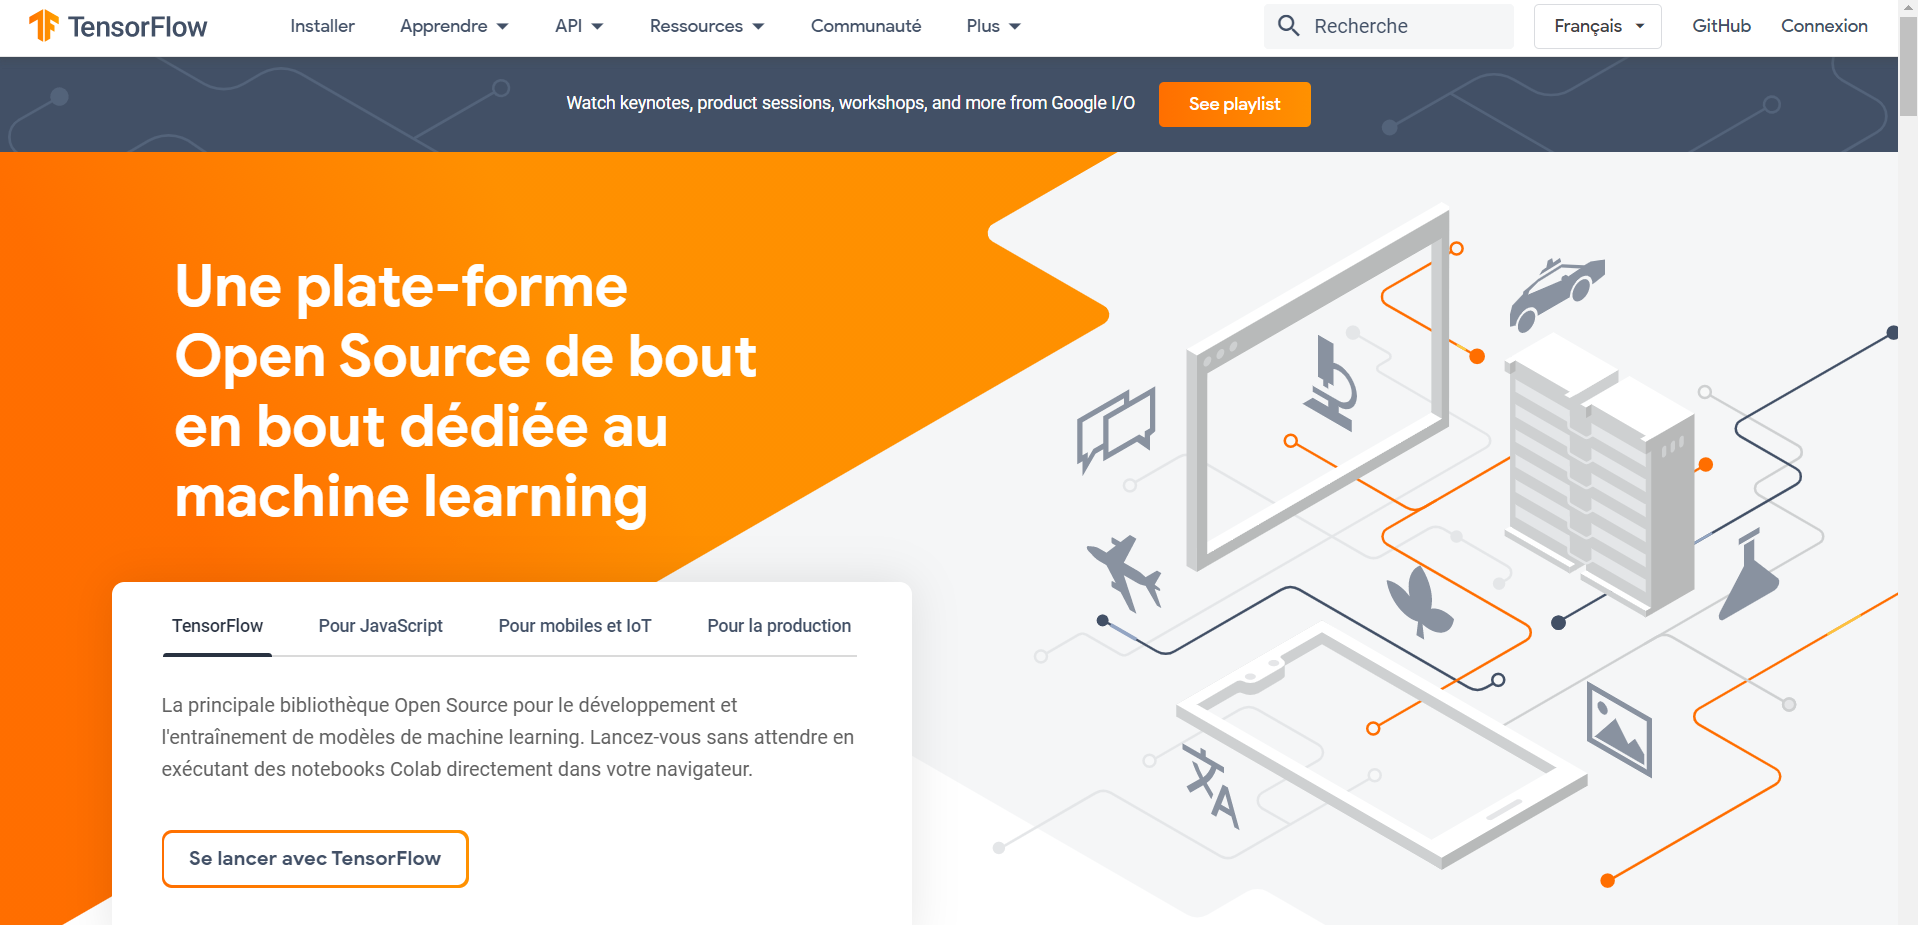 TensorFlow
Installer
Apprendre
API
Ressources
Communauté
Plus
Recherche
Français
GitHub
Connexion
Watch keynotes, product sessions, workshops, and more from Google I/O
See playlist
Une plate-forme
Open Source de bout
en bout dédiée au
machine learning
TensorFlow
Pour JavaScript
Pour mobiles et IoT
Pour la production
La principale bibliothèque Open Source pour le développement et
l'entraînement de modèles de machine learning. Lancez-vous sans attendre en
exécutant des notebooks Colab directement dans votre navigateur.
Se lancer avec TensorFlow